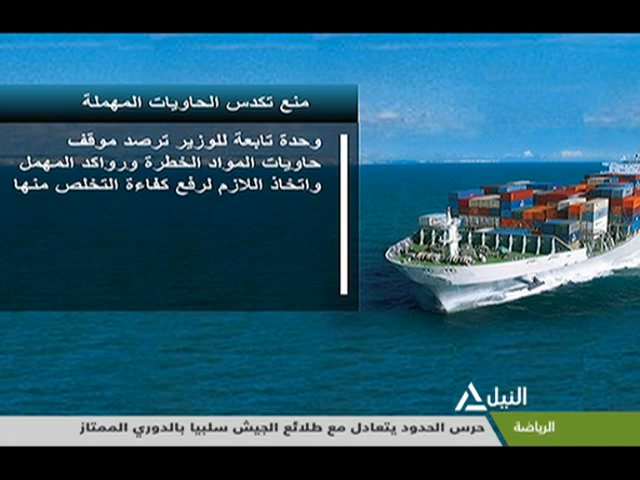 منع تكدس الحاويات المهملة
وحدة تابعة للوزير ترصد موقف
حاويات المواد الخطرة ورواكد المهمل
واتخاذ اللازم لرفع كفاءة التخلص منها
النيل
الرياضة
حرس الحدود يتعادل مع طلائع الجيش سلبيا بالدوري الممتاز